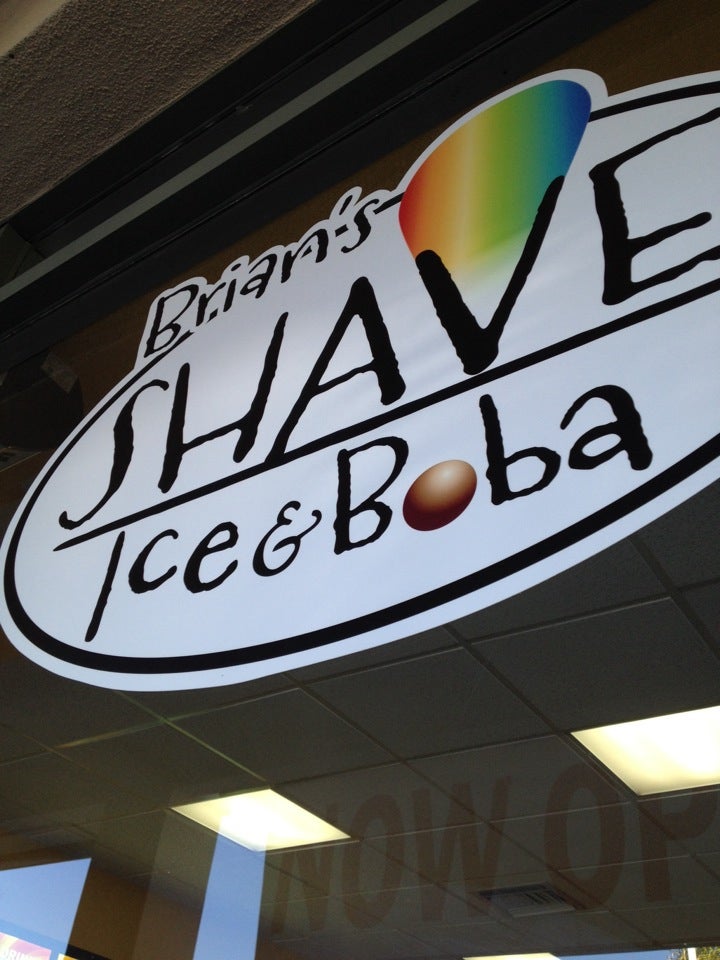 Brian's
SHAVE
Ice & Boba
NOW OP